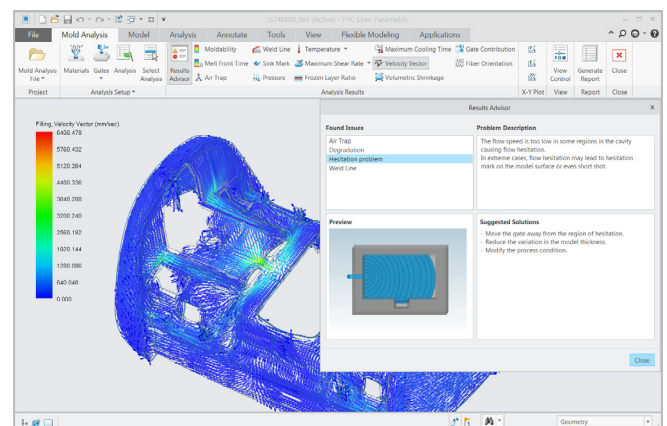 JS748100_REF (Active) - PTC Creo Parametric
File Mold Analysis Model Analysis Annotate Tools View Flexible Modeling Applications
Mold Analysis File
Materials Gates Analysis Select Analysis
Results Advisor
Moldability Weld Line Temperature Maximum Cooling Time Gate Contribution
Melt Front Time Sink Mark Maximum Shear Rate Velocity Vector Fiber Orientation
Air Trap Pressure Frozen Layer Ratio Volumetric Shrinkage
View Control
Generate Report
Close
Project Analysis Setup Analysis Results X-Y Plot View Report Close
Filling_Velocity Vector (mm/sec)
6400.479
5760.432
5120.384
4480.336
3840.288
3200.240
2560.192
1920.144
1280.096
640.048
0.000
Results Advisor X
Found Issues
Air Trap
Degradation
Hesitation problem
Weld Line
Problem Description
The flow speed is too low in some regions in the cavity
causing flow hesitation.
In extreme cases, flow hesitation may lead to hesitation
mark on the model surface or even short shot.
Preview
Suggested Solutions
- Move the gate away from the region of hesitation.
- Reduce the variation in the model thickness.
- Modify the process condition.
Close
Geometry